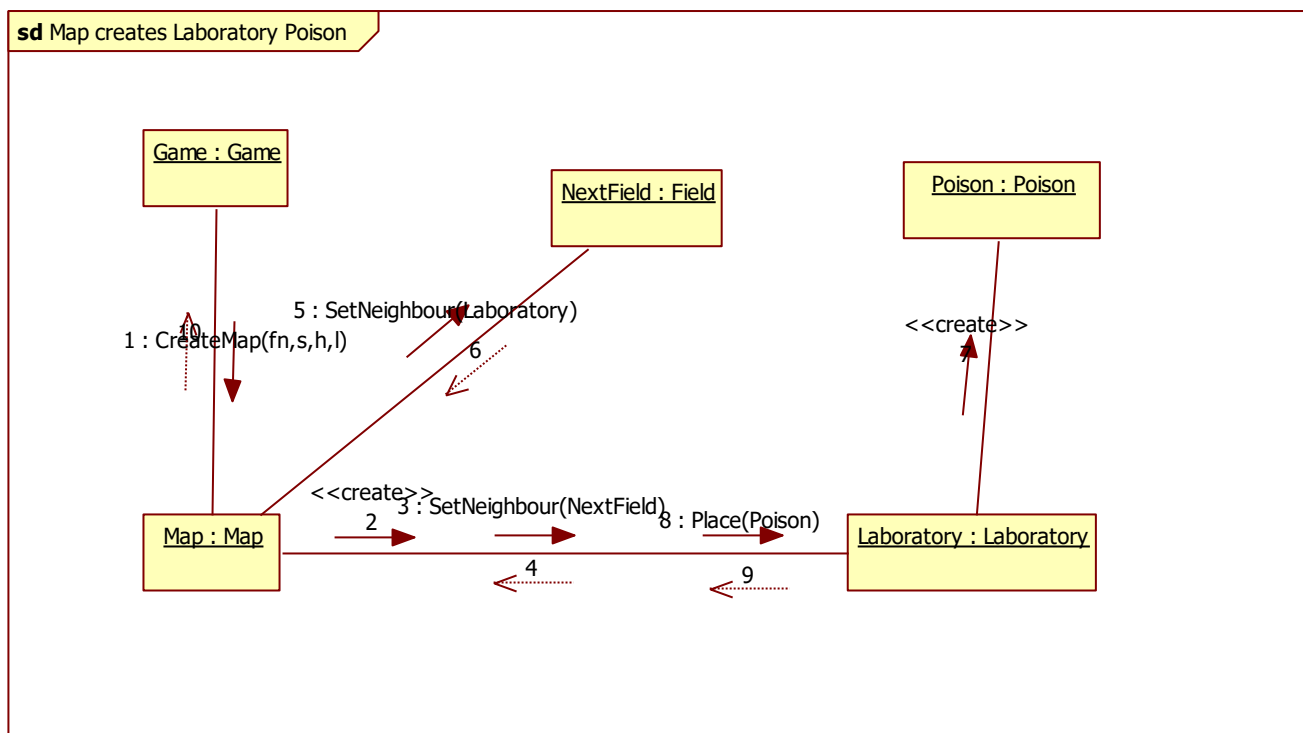 sd Map creates Laboratory Poison
Game : Game
NextField : Field
Poison : Poison
5 : SetNeighbour(Laboratory)
<<create>>
10
1 : CreateMap(fn,s,h,l)
6
7
<<create>>
2
3 : SetNeighbour(NextField)
8 : Place(Poison)
Map : Map
Laboratory : Laboratory
4
9